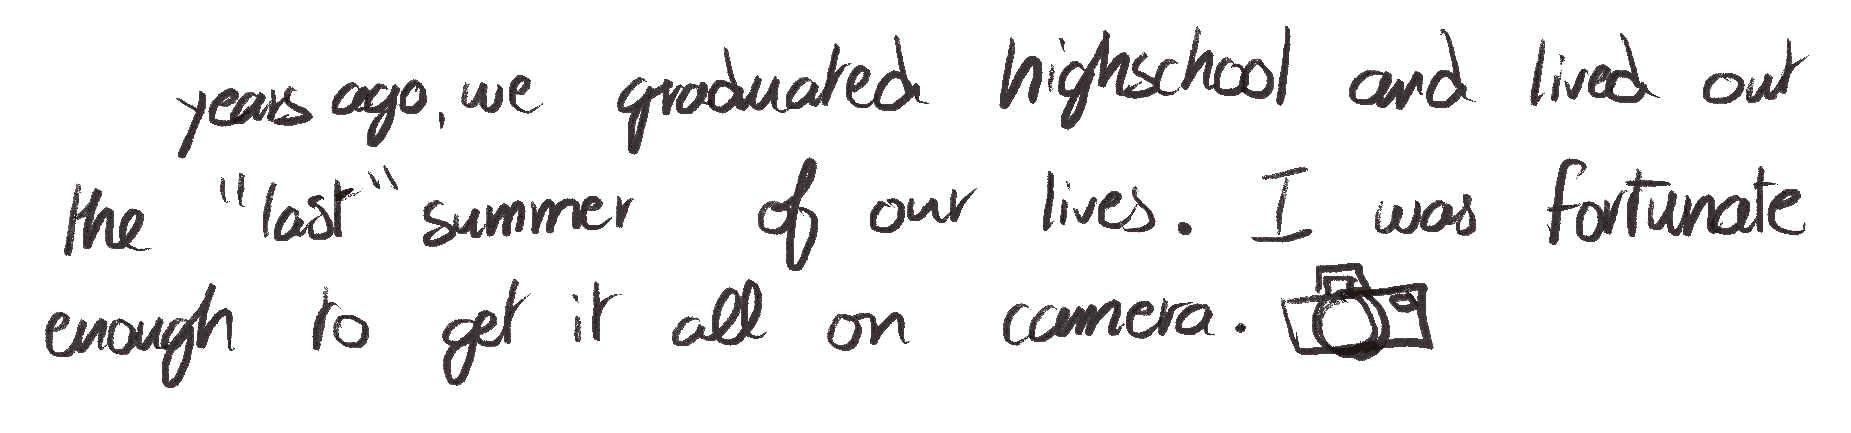 years ago, we graduated highschool and lived out
the "last" summer of our lives. I was fortunate
enough to get it all on camera.